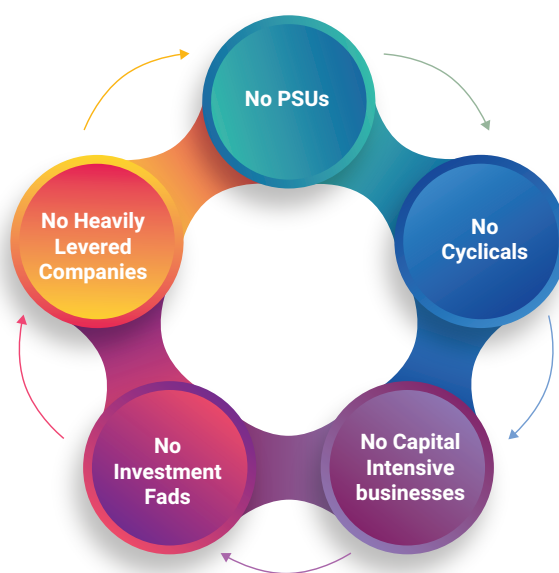 No PSUs
No
Cyclicals
No Capital
Intensive
businesses
No
Investment
Fads
No Heavily
Levered
Companies